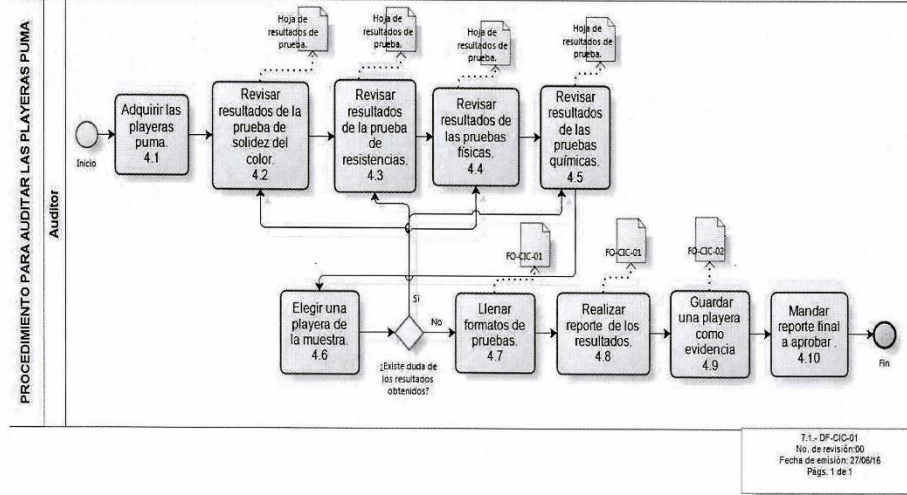 PROCEDIMIENTO PARA AUDITAR LAS PLAYERAS PUMA
Auditor
Inicio
Adquirir las
playeras
puma.
4.1
Hoja de
resultados de
prueba.
Revisar
resultados de la
prueba de
solidez del
color.
4.2
Hoja de
resultados de
prueba.
Revisar
resultados
de la prueba
de
resistencias.
4.3
Hoja de
resultados de
prueba.
Revisar
resultados de
las pruebas
físicas.
4.4
Hoja de
resultados de
prueba.
Revisar
resultados
de las
pruebas
químicas.
4.5
Elegir una
playera de
la muestra.
4.6
Si
No
¿Existe duda de
los resultados
obtenidos?
FO-CIC-01
Llenar
formatos de
pruebas.
4.7
FO-CIC-01
Realizar
reporte de los
resultados.
4.8
FO-CIC-02
Guardar
una playera
como
evidencia
4.9
Mandar
reporte final
a aprobar .
4.10
Fin
7.1.- DF-CIC-01
No. de revisión:00
Fecha de emisión: 27/06/16
Págs. 1 de 1